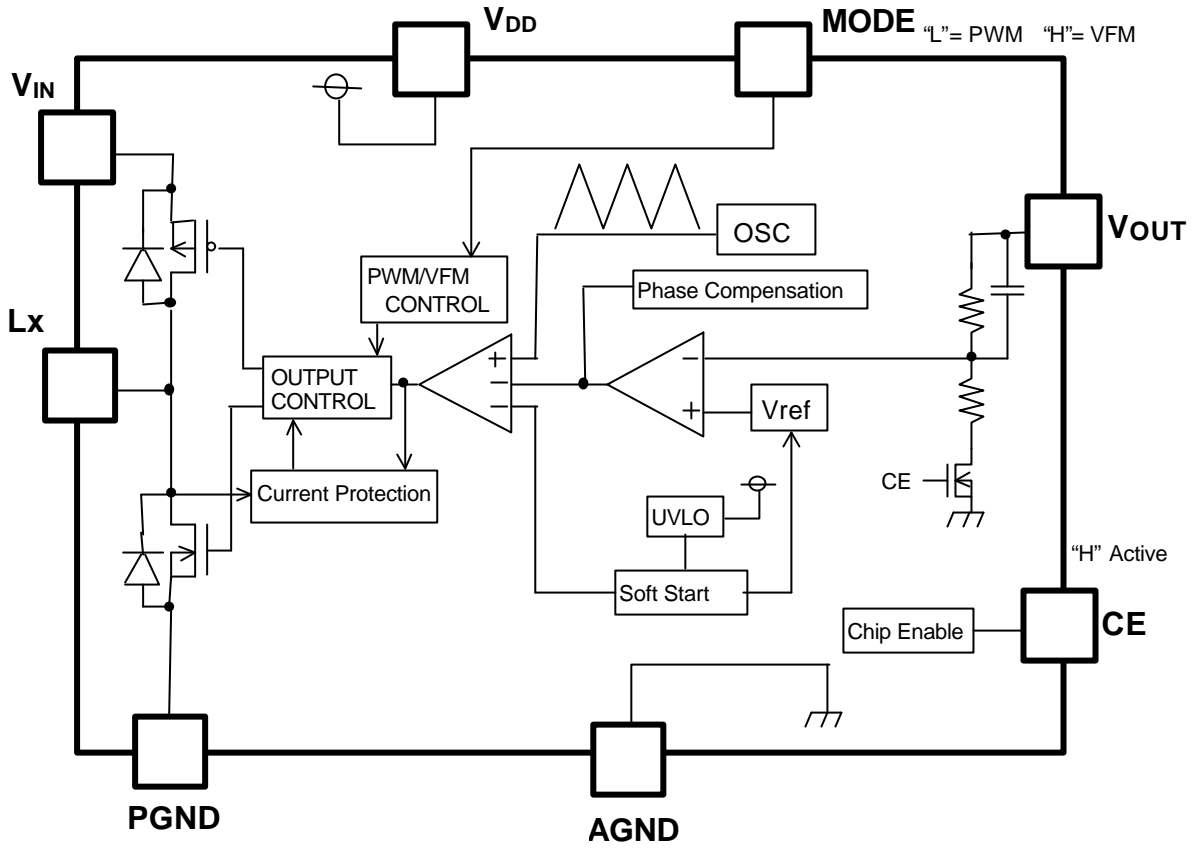 VDD
MODE "L"= PWM "H"= VFM
VIN
OSC
VOUT
PWM/VFM
CONTROL
Phase Compensation
Lx
OUTPUT
CONTROL
+
−
−
−
+
Vref
CE
Current Protection
UVLO
"H" Active
Soft Start
Chip Enable
CE
PGND
AGND